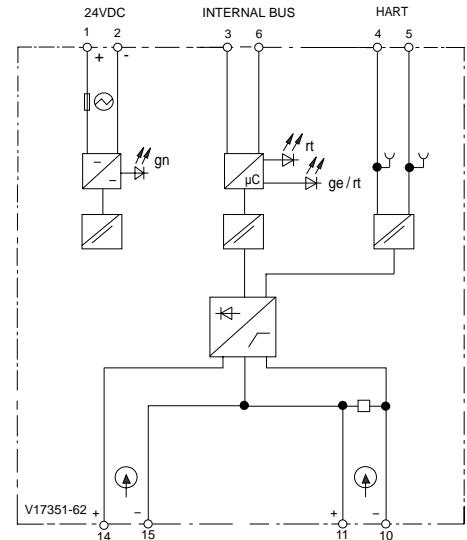 24VDC INTERNAL BUS HART
1 2 3 6 4 5
+ -
gn
rt
µC
ge / rt
V17351-62
+ – + –
14 15 11 10